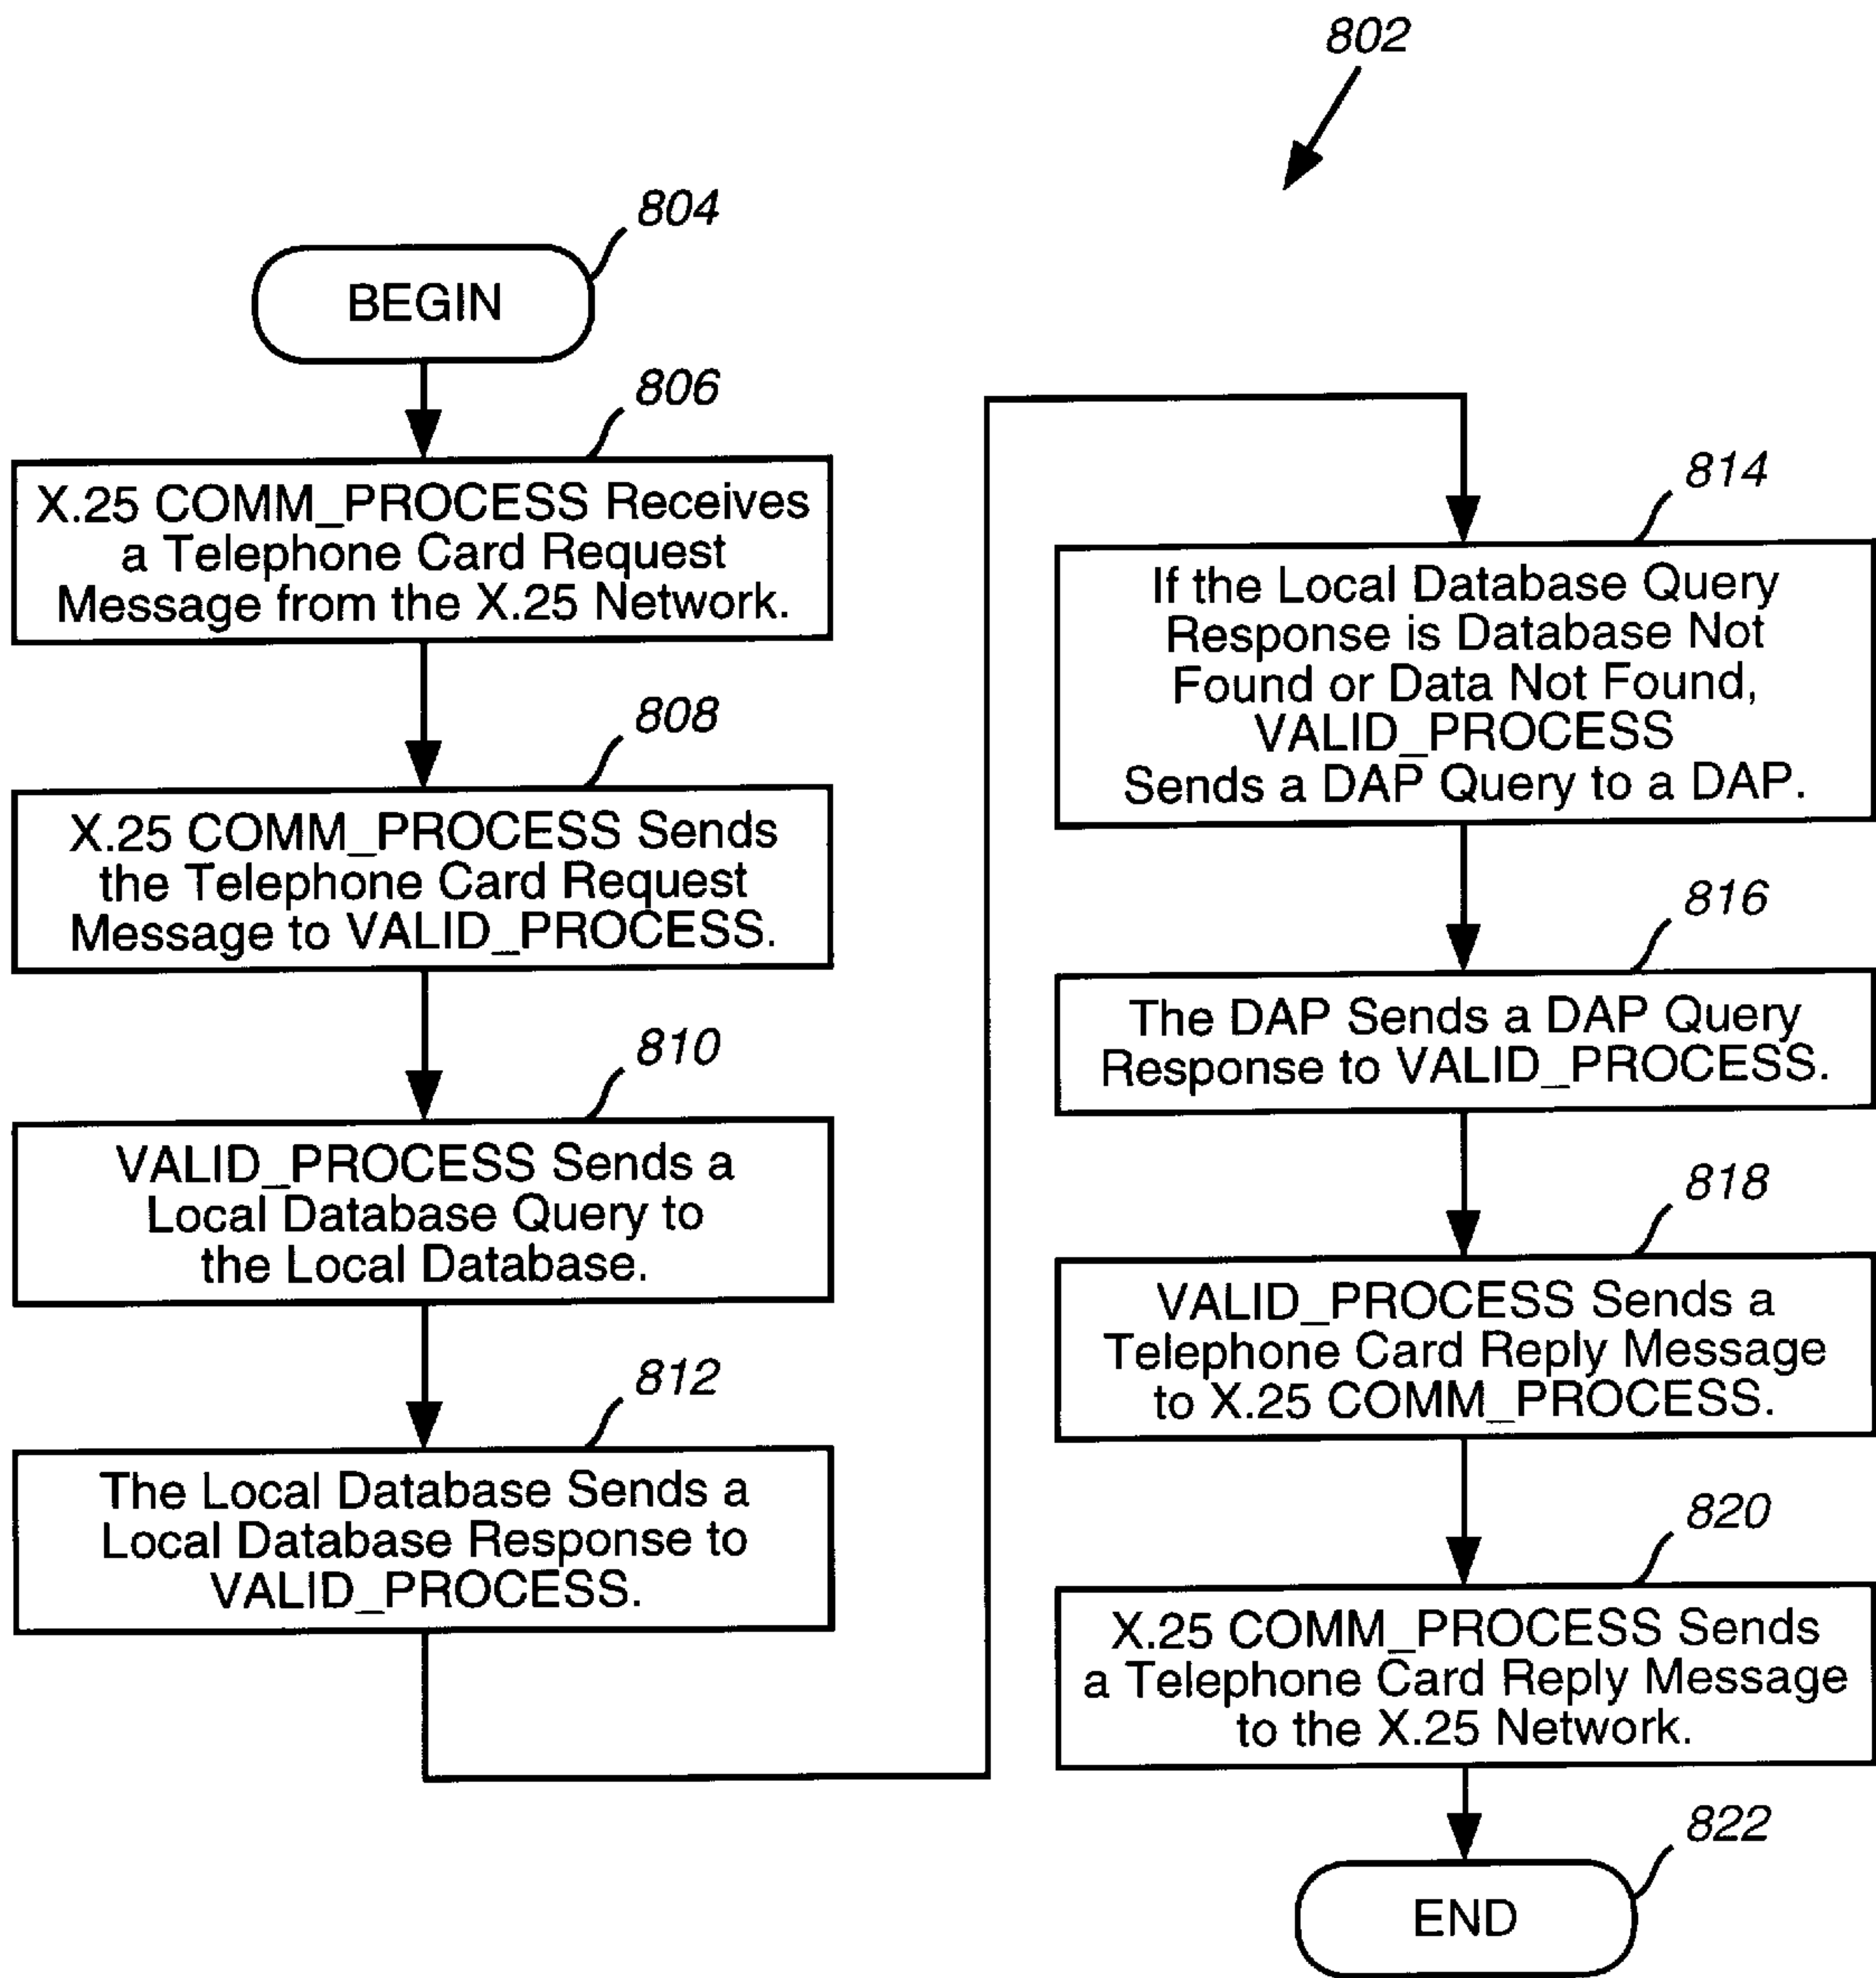 802
804
BEGIN
806
X.25 COMM_PROCESS Receives
a Telephone Card Request
Message from the X.25 Network.
808
X.25 COMM_PROCESS Sends
the Telephone Card Request
Message to VALID_PROCESS.
810
VALID_PROCESS Sends a
Local Database Query to
the Local Database.
812
The Local Database Sends a
Local Database Response to
VALID_PROCESS.
814
If the Local Database Query
Response is Database Not
Found or Data Not Found,
VALID_PROCESS
Sends a DAP Query to a DAP.
816
The DAP Sends a DAP Query
Response to VALID_PROCESS.
818
VALID_PROCESS Sends a
Telephone Card Reply Message
to X.25 COMM_PROCESS.
820
X.25 COMM_PROCESS Sends
a Telephone Card Reply Message
to the X.25 Network.
822
END